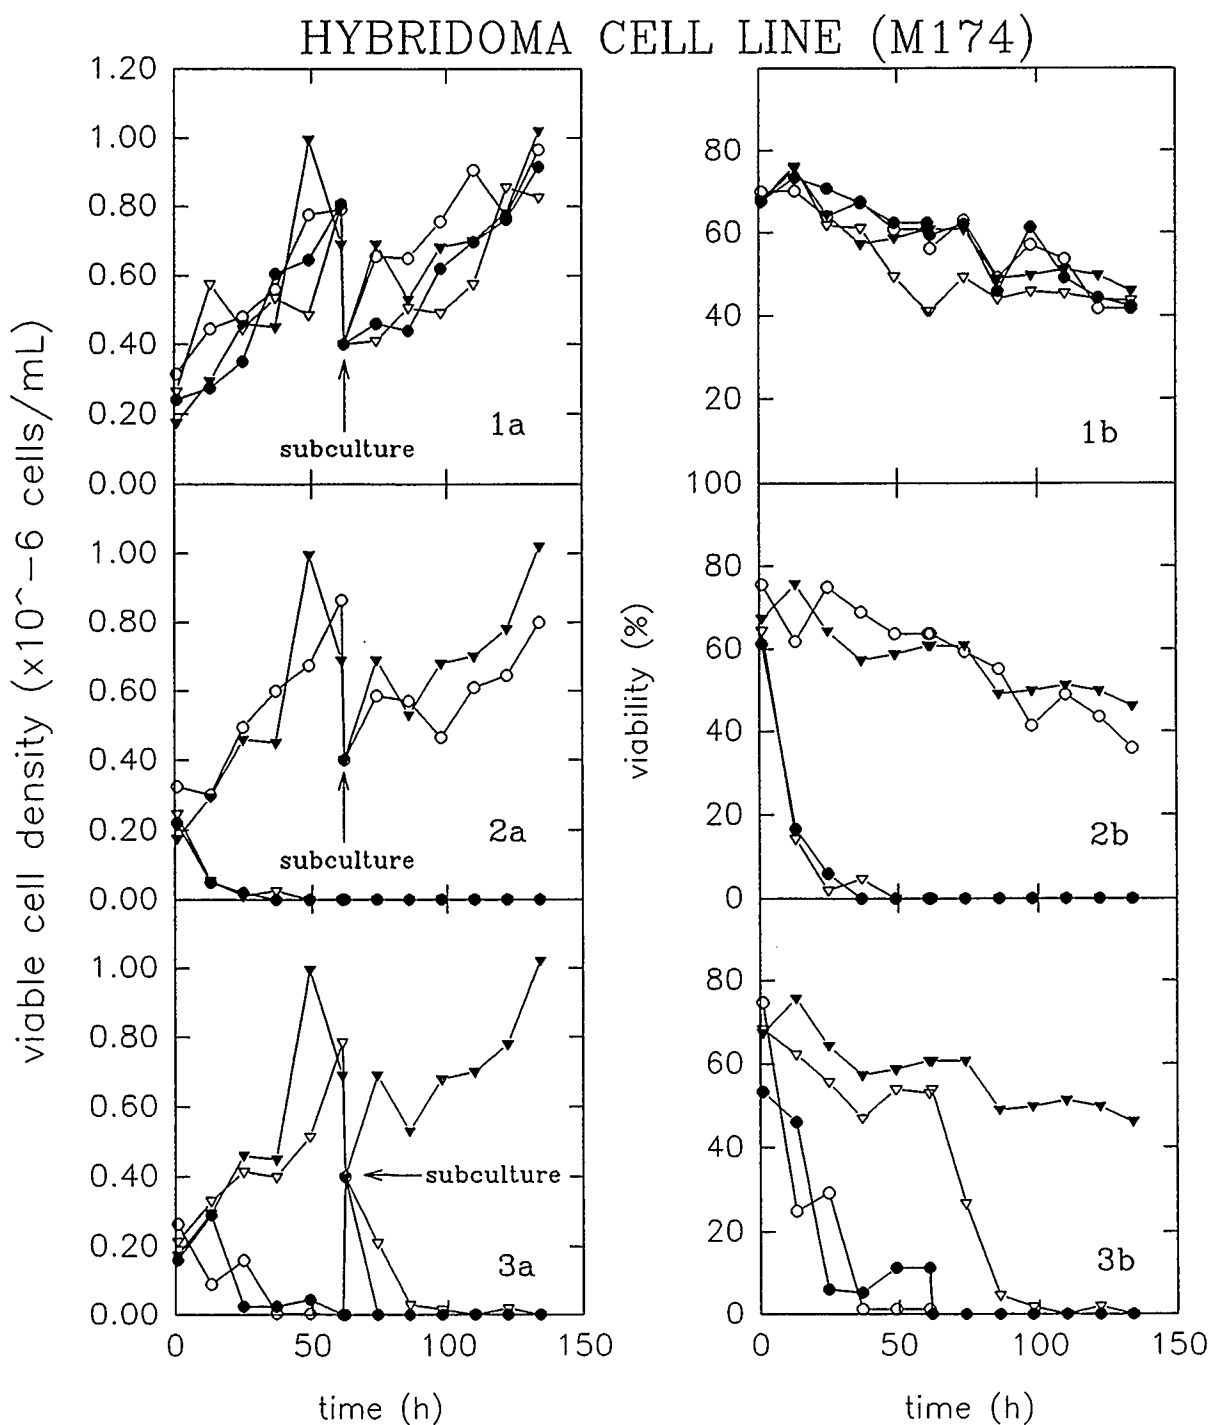 HYBRIDOMA CELL LINE (M174)
viable cell density (x10^-6 cells/mL)
1.20
1.00
0.80
0.60
0.40
0.20
0.00
subculture
1a
1.00
0.80
0.60
0.40
0.20
0.00
subculture
2a
1.00
0.80
0.60
0.40
0.20
0.00
subculture
3a
0 50 100 150
time (h)
viability (%)
80
60
40
20
100
1b
80
60
40
20
0
2b
80
60
40
20
0
3b
0 50 100 150
time (h)